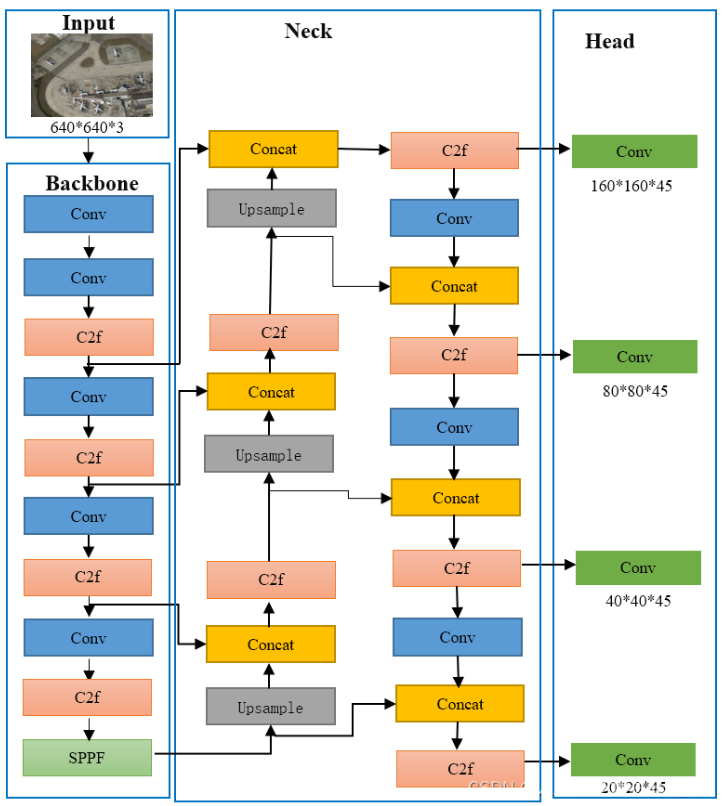 Input
640*640*3
Backbone
Conv
Conv
C2f
Conv
C2f
Conv
C2f
Conv
C2f
SPPF
Neck
Concat
Upsample
C2f
Concat
Upsample
C2f
Concat
Upsample
C2f
Conv
Concat
C2f
Conv
Concat
C2f
Conv
Concat
C2f
Head
Conv
160*160*45
Conv
80*80*45
Conv
40*40*45
Conv
20*20*45